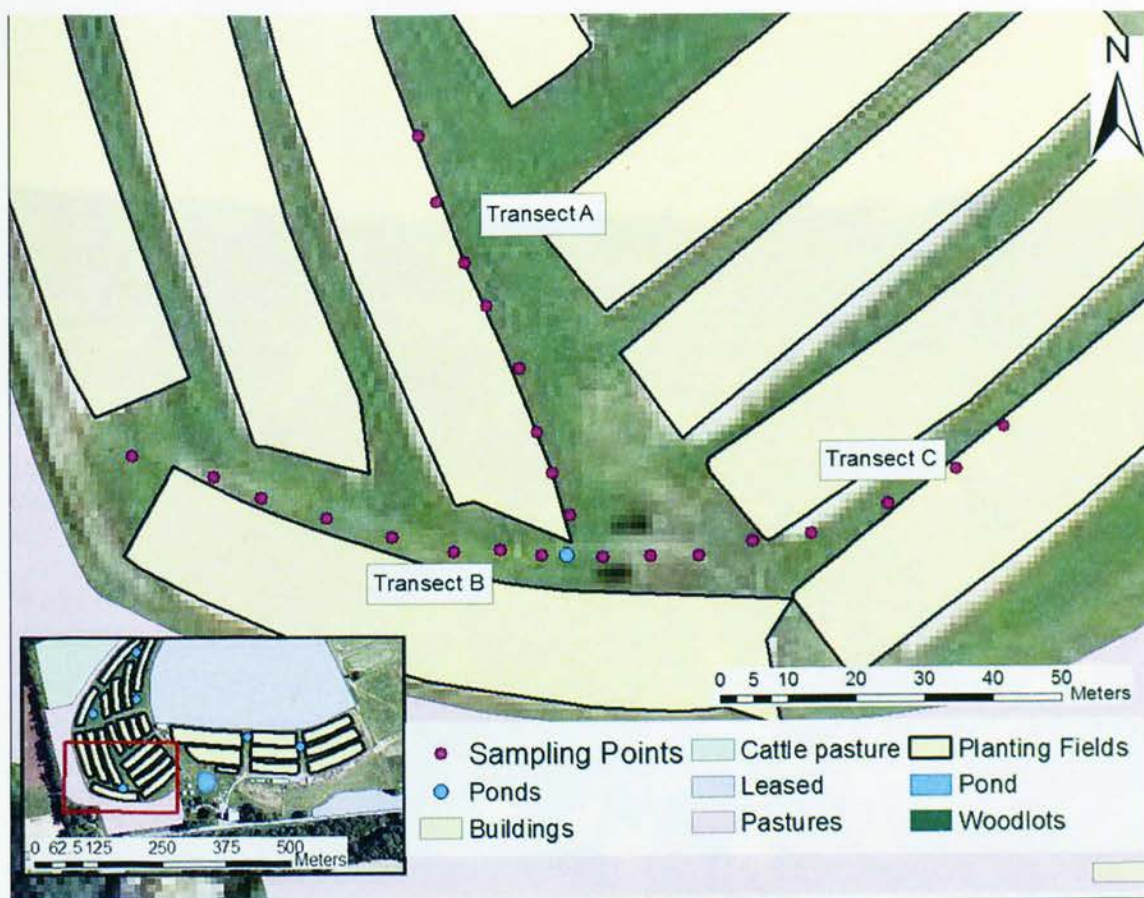 N
Transect A
Transect C
Transect B
0 5 10 20 30 40 50
Meters
Sampling Points
Ponds
Buildings
Cattle pasture
Leased
Pastures
Planting Fields
Pond
Woodlots
0 62.5 125 250 375 500
Meters